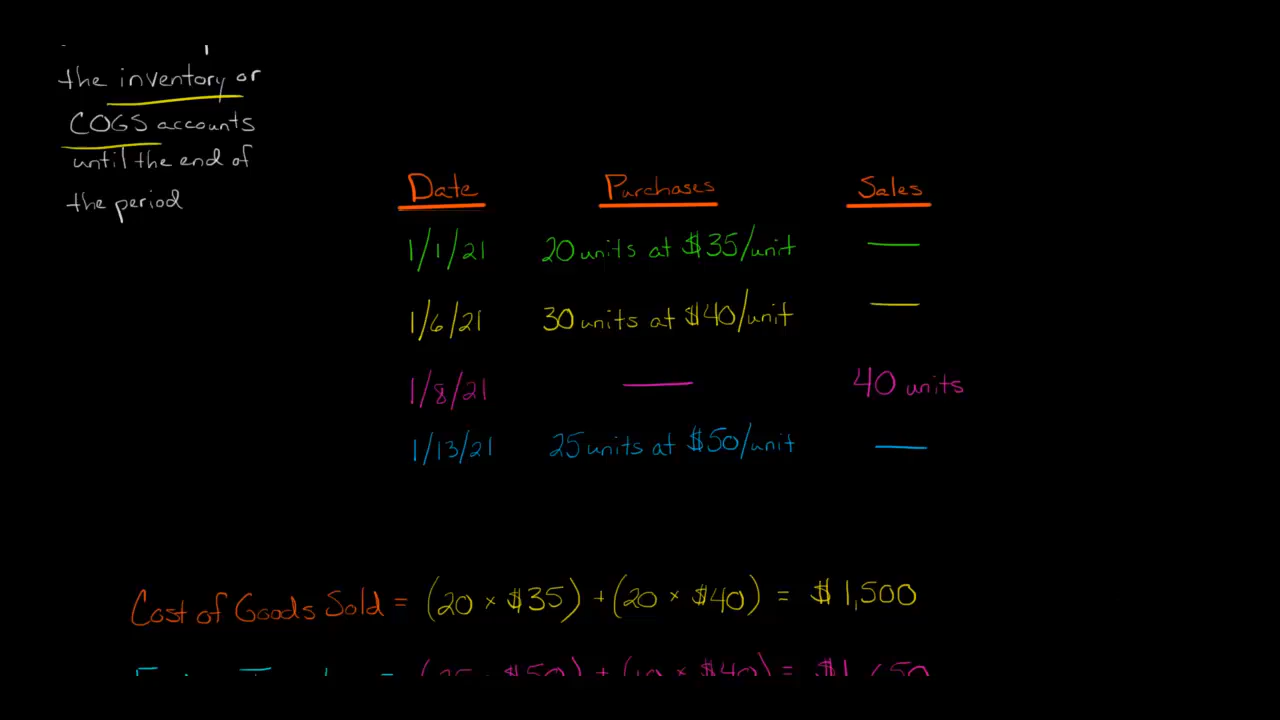 the inventory or
COGS accounts
until the end of
the period
Date Purchases Sales
1/1/21 20 units at $35/unit —
1/6/21 30 units at $40/unit —
1/8/21 — 40 units
1/13/21 25 units at $50/unit —
Cost of Goods Sold = (20 × $35) + (20 × $40) = $1,500